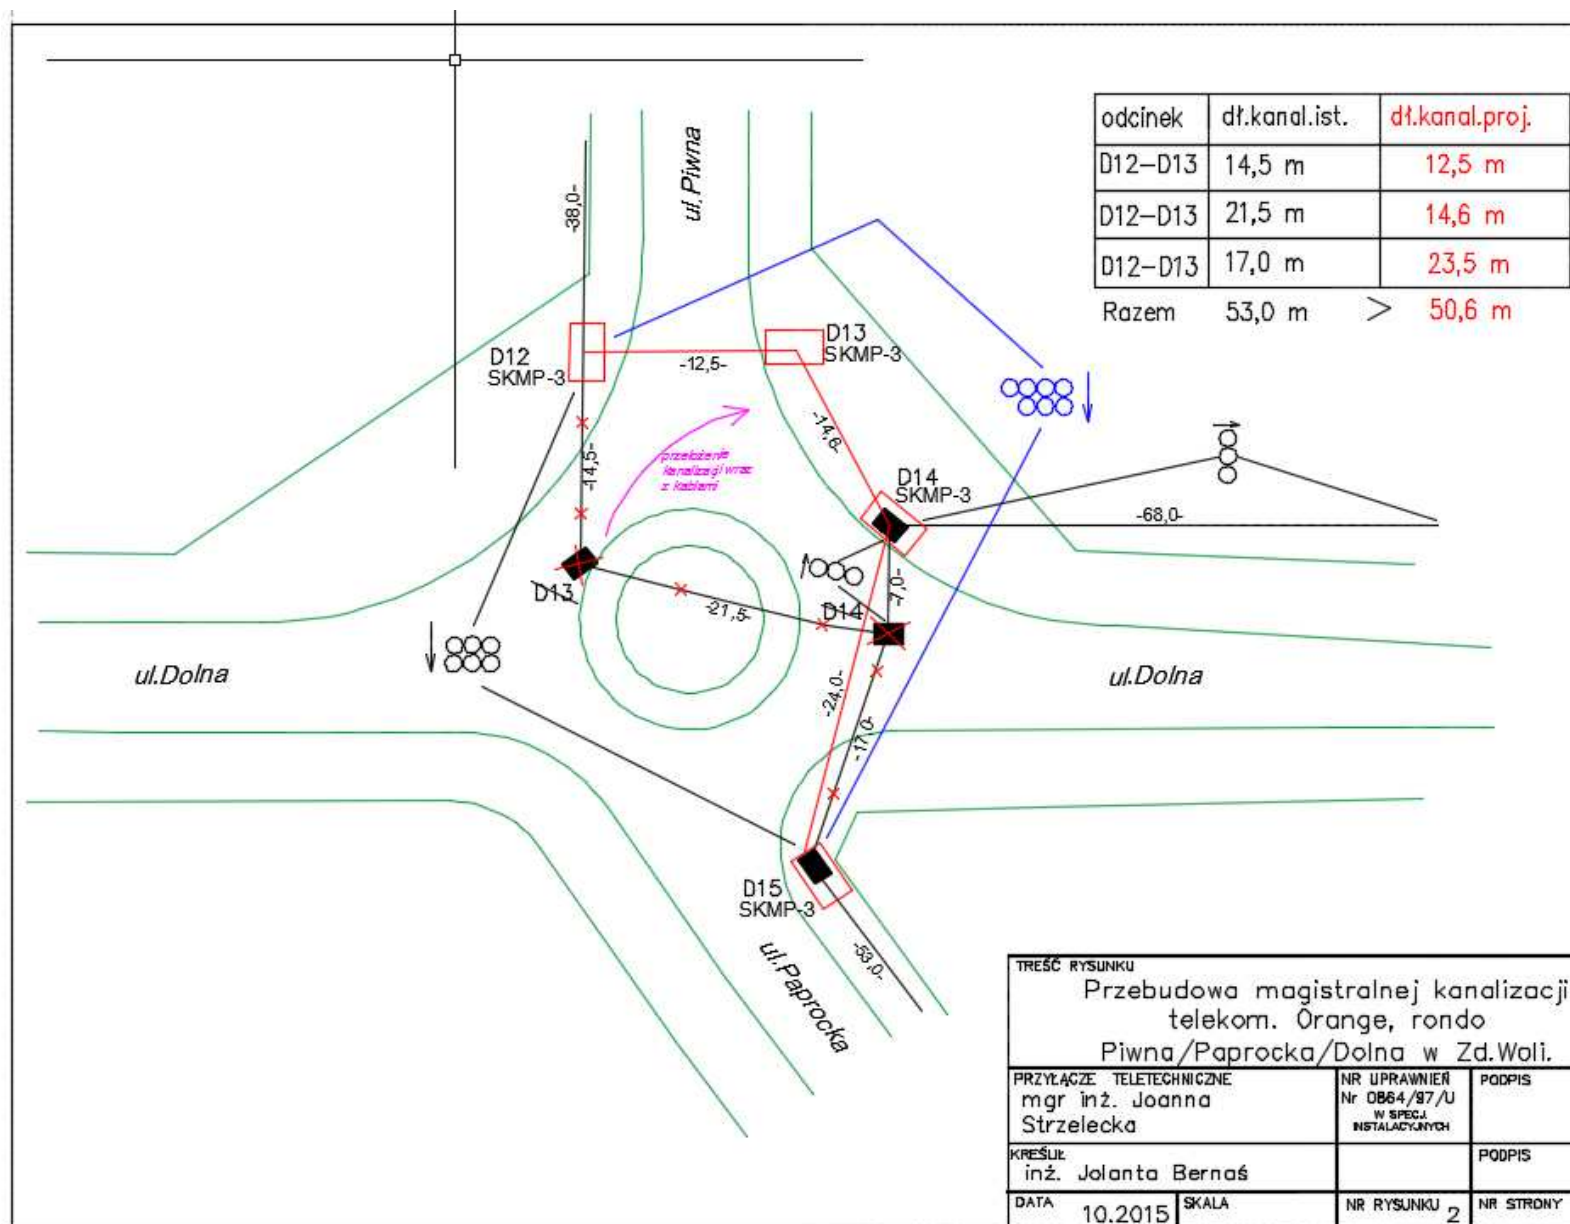 odcinek dł.kanal.ist. dł.kanal.proj.
D12-D13 14,5 m 12,5 m
D12-D13 21,5 m 14,6 m
D12-D13 17,0 m 23,5 m
Razem 53,0 m > 50,6 m
ul.Piwna
-38,0-
D12
SKMP-3
D13
SKMP-3
-12,5-
-14,6-
-14,5-
przełożenie
kanalizacji wraz
z kablami
D14
SKMP-3
-68,0-
D13
-21,5-
D14
-7,0-
ul.Dolna
ul.Dolna
-24,0-
-17,0-
D15
SKMP-3
-53,0-
ul.Paprocka
TREŚĆ RYSUNKU
Przebudowa magistralnej kanalizacji
telekom. Orange, rondo
Piwna/Paprocka/Dolna w Zd.Woli.
PRZYŁĄCZE TELETECHNICZNE
mgr inż. Joanna
Strzelecka
NR UPRAWNIEŃ
Nr 0864/97/U
W SPECJ.
INSTALACYJNYCH
PODPIS
KREŚLIŁ
inż. Jolanta Bernaś
PODPIS
DATA 10.2015 SKALA NR RYSUNKU 2 NR STRONY